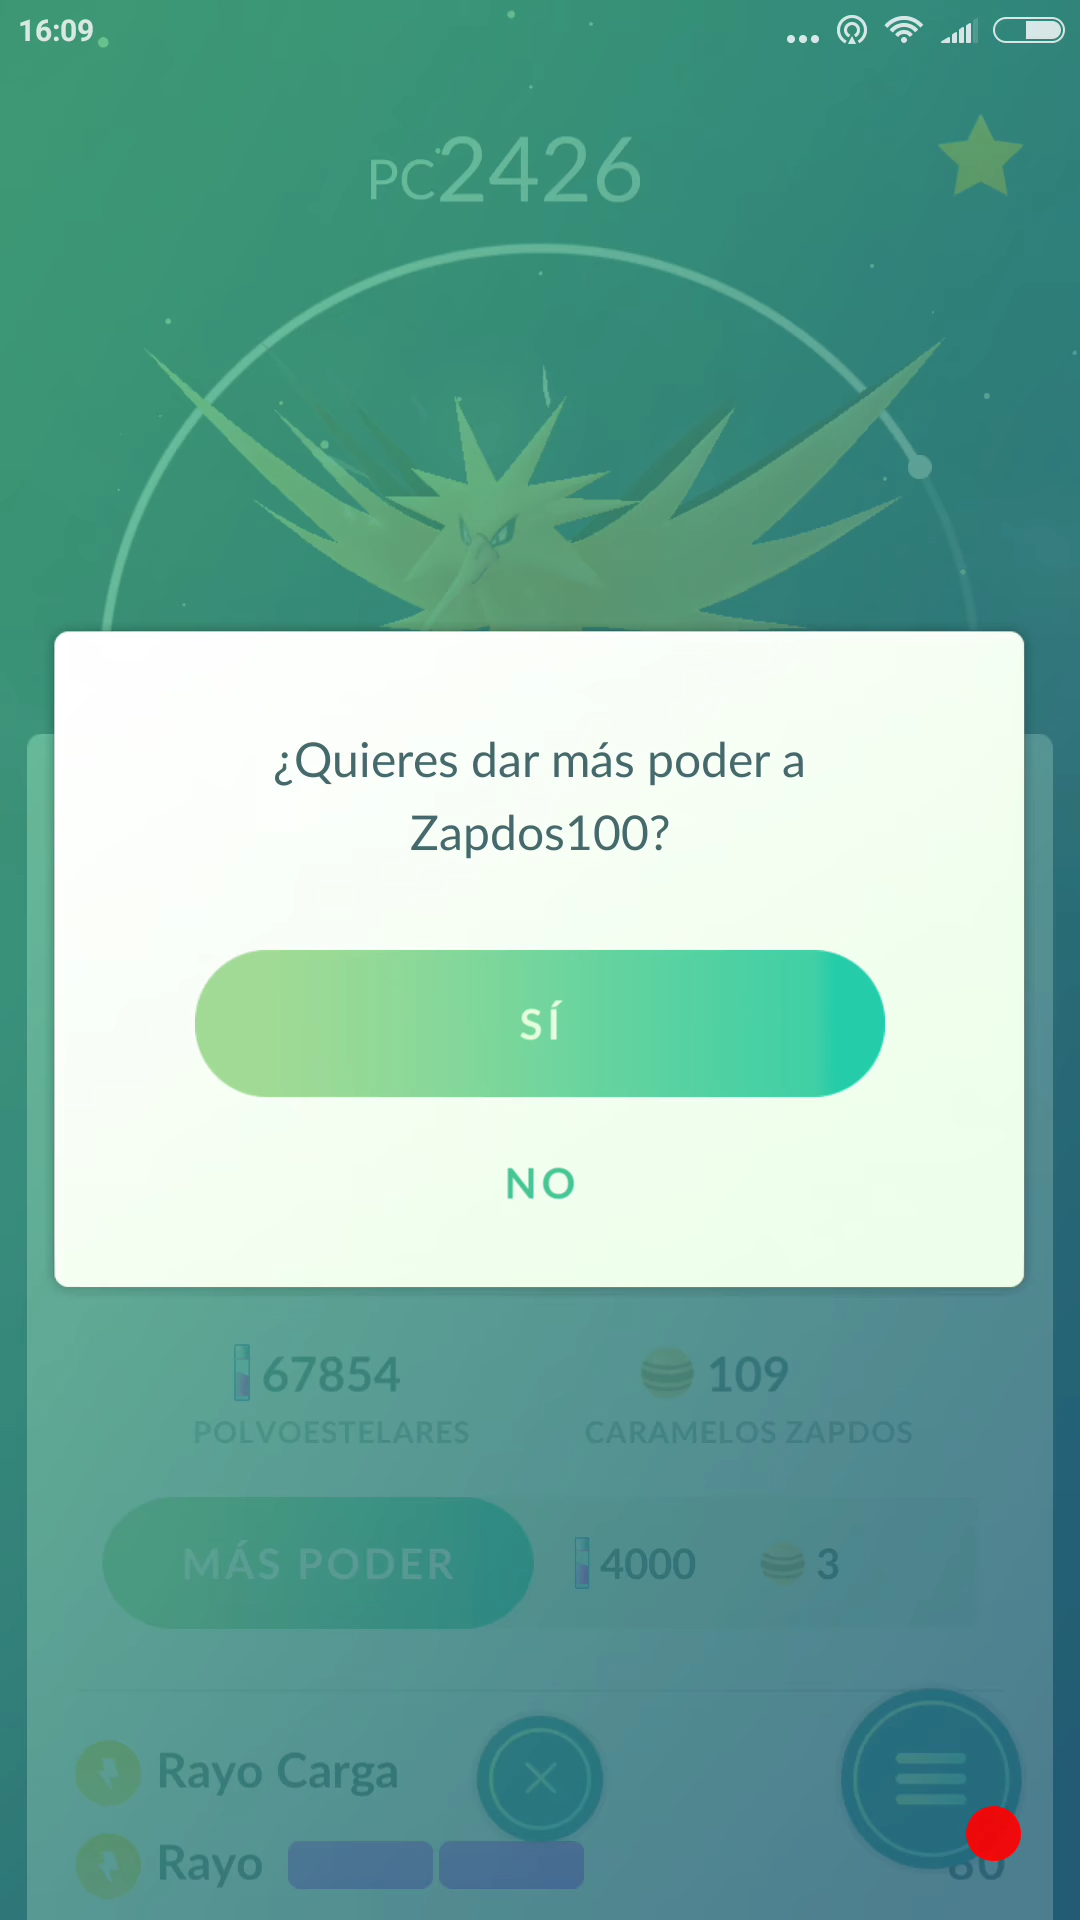 16:09
PC2426
¿Quieres dar más poder a
Zapdos100?
SÍ
NO
67854 109
POLVOESTELARES CARAMELOS ZAPDOS
MÁS PODER 4000 3
Rayo Carga
Rayo 80